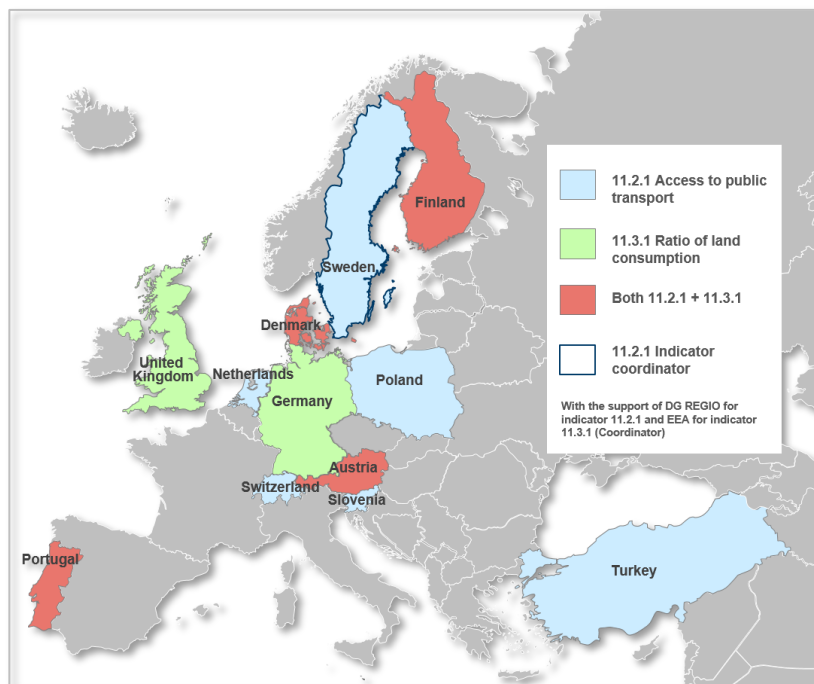 11.2.1 Access to public
transport
11.3.1 Ratio of land
consumption
Both 11.2.1 + 11.3.1
11.2.1 Indicator
coordinator
With the support of DG REGIO for
indicator 11.2.1 and EEA for indicator
11.3.1 (Coordinator)
Finland
Sweden
Denmark
United
Kingdom
Netherlands
Poland
Germany
Austria
Switzerland
Slovenia
Portugal
Turkey